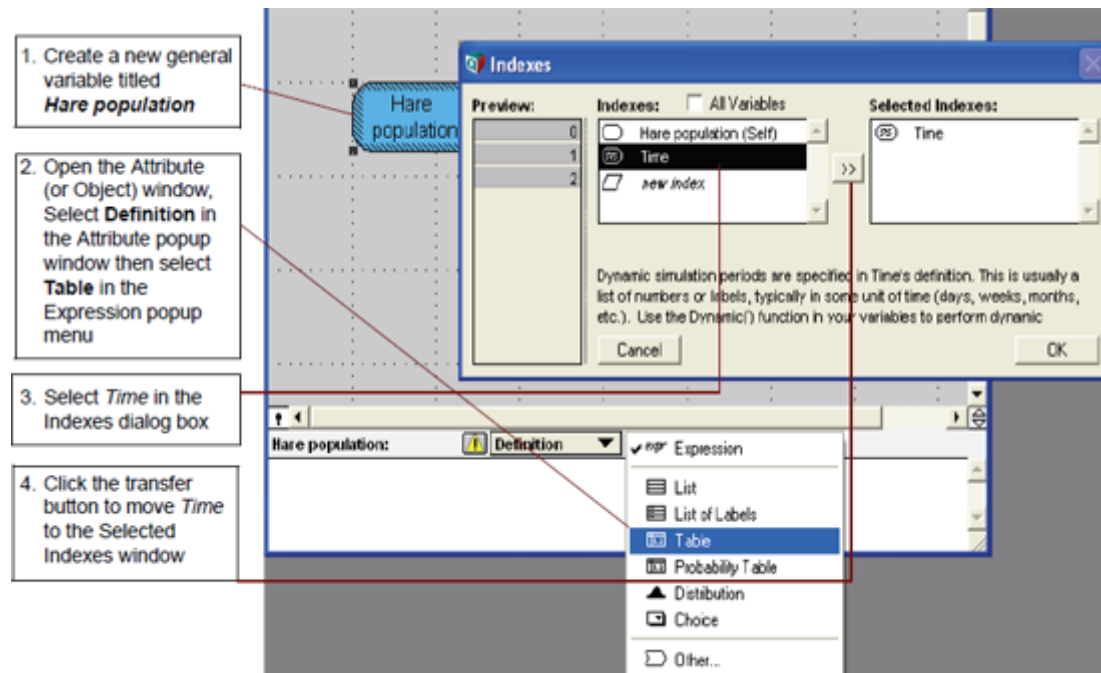 1. Create a new general
variable titled
Hare population
2. Open the Attribute
(or Object) window,
Select Definition in
the Attribute popup
window then select
Table in the
Expression popup
menu
3. Select Time in the
Indexes dialog box
4. Click the transfer
button to move Time
to the Selected
Indexes window
Hare
population
Indexes
Preview:
0
1
2
Indexes:
All Variables
Hare population (Self)
Time
new index
>>
Selected Indexes:
Time
Dynamic simulation periods are specified in Time's definition. This is usually a
list of numbers or labels, typically in some unit of time (days, weeks, months,
etc.). Use the Dynamic() function in your variables to perform dynamic
Cancel
OK
Hare population:
Definition
expr Expression
List
List of Labels
Table
Probability Table
Distribution
Choice
Other...